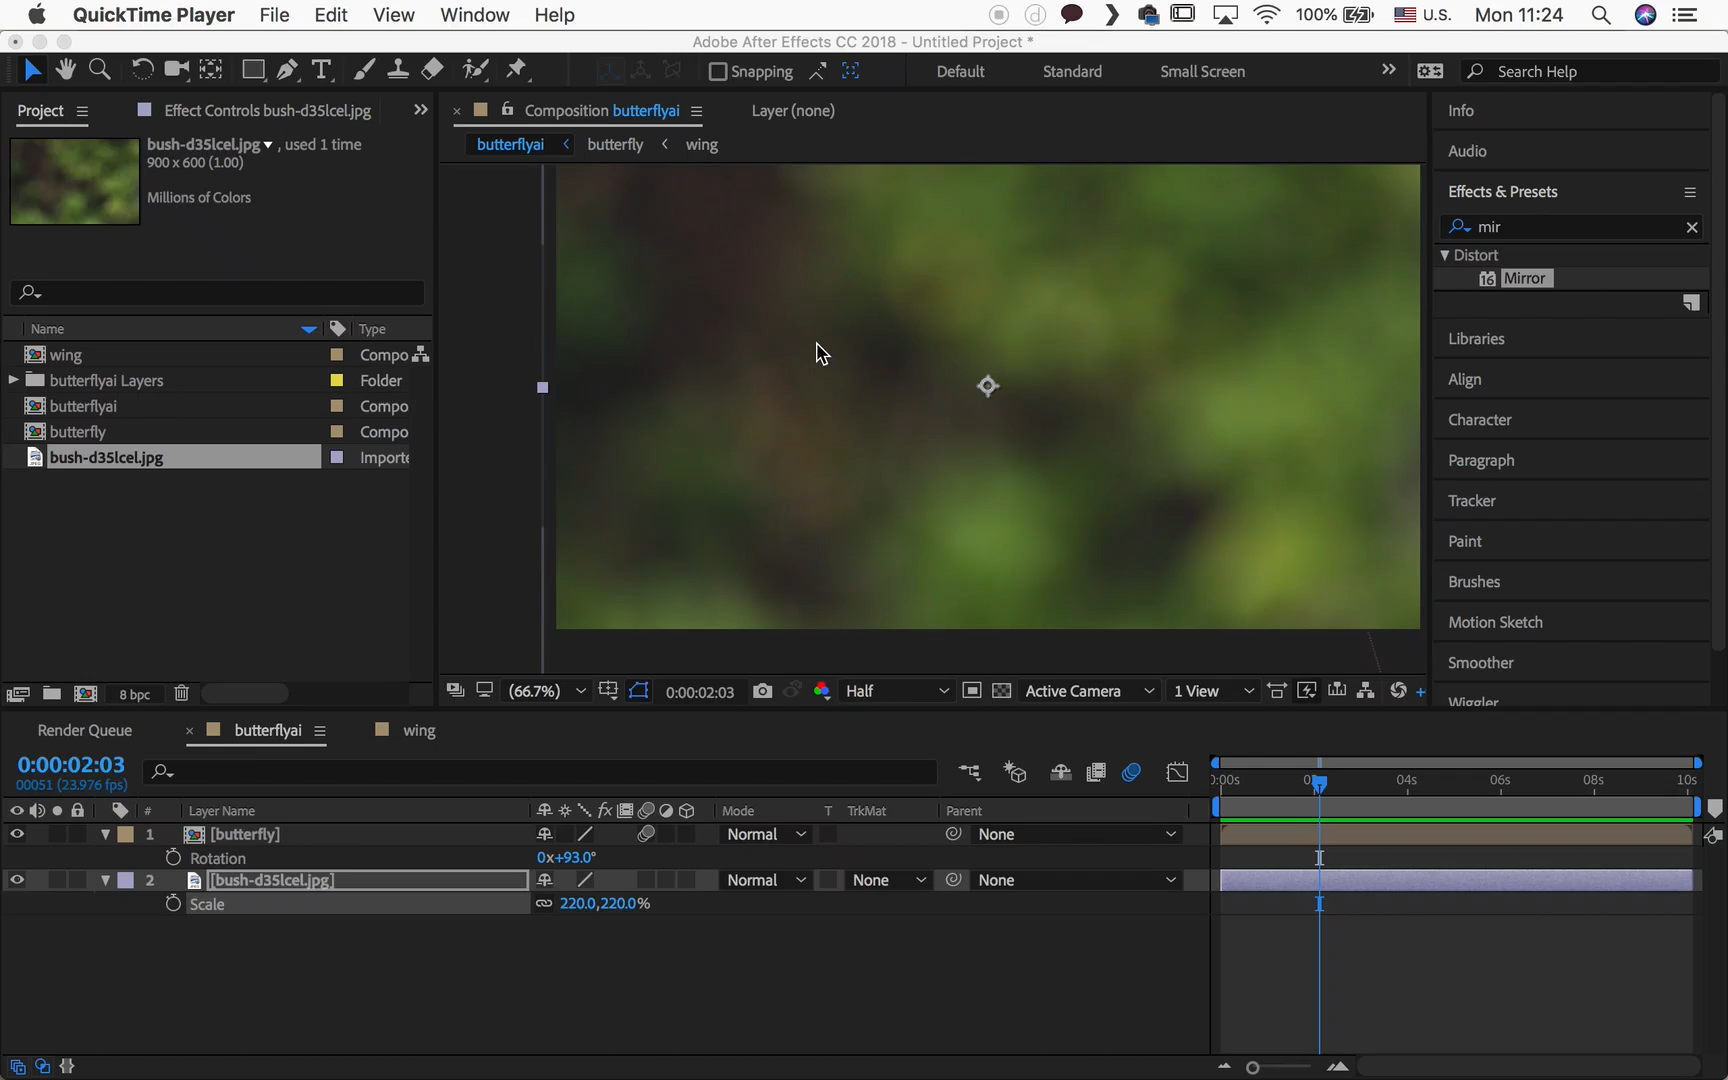 QuickTime Player File Edit View Window Help 100% U.S. Mon 11:24
Adobe After Effects CC 2018 - Untitled Project *
Snapping Default Standard Small Screen Search Help
Project Effect Controls bush-d35lcel.jpg
Composition butterflyai Layer (none)
butterflyai butterfly wing
bush-d35lcel.jpg , used 1 time
900 x 600 (1.00)
Millions of Colors
Name Type
wing Compo
butterflyai Layers Folder
butterflyai Compo
butterfly Compo
bush-d35lcel.jpg Importe
8 bpc
(66.7%) 0:00:02:03 Half Active Camera 1 View
Info
Audio
Effects & Presets
mir
Distort
16 Mirror
Libraries
Align
Character
Paragraph
Tracker
Paint
Brushes
Motion Sketch
Smoother
Wiggler
Render Queue butterflyai wing
0:00:02:03
00051 (23.976 fps)
:00s 04s 06s 08s 10s
# Layer Name fx Mode T TrkMat Parent
1 [butterfly] Normal None
Rotation 0x+93.0°
2 [bush-d35lcel.jpg] Normal None None
Scale 220.0,220.0%